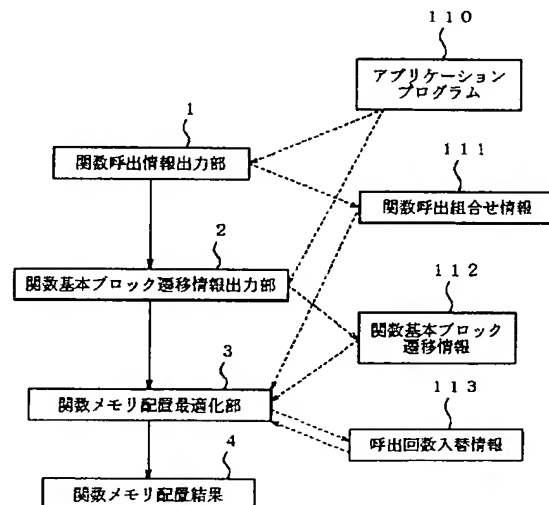 110
アプリケーション
プログラム
1
関数呼出情報出力部
111
関数呼出組合せ情報
2
関数基本ブロック遷移情報出力部
112
関数基本ブロック
遷移情報
3
関数メモリ配置最適化部
113
呼出回数入替情報
4
関数メモリ配置結果